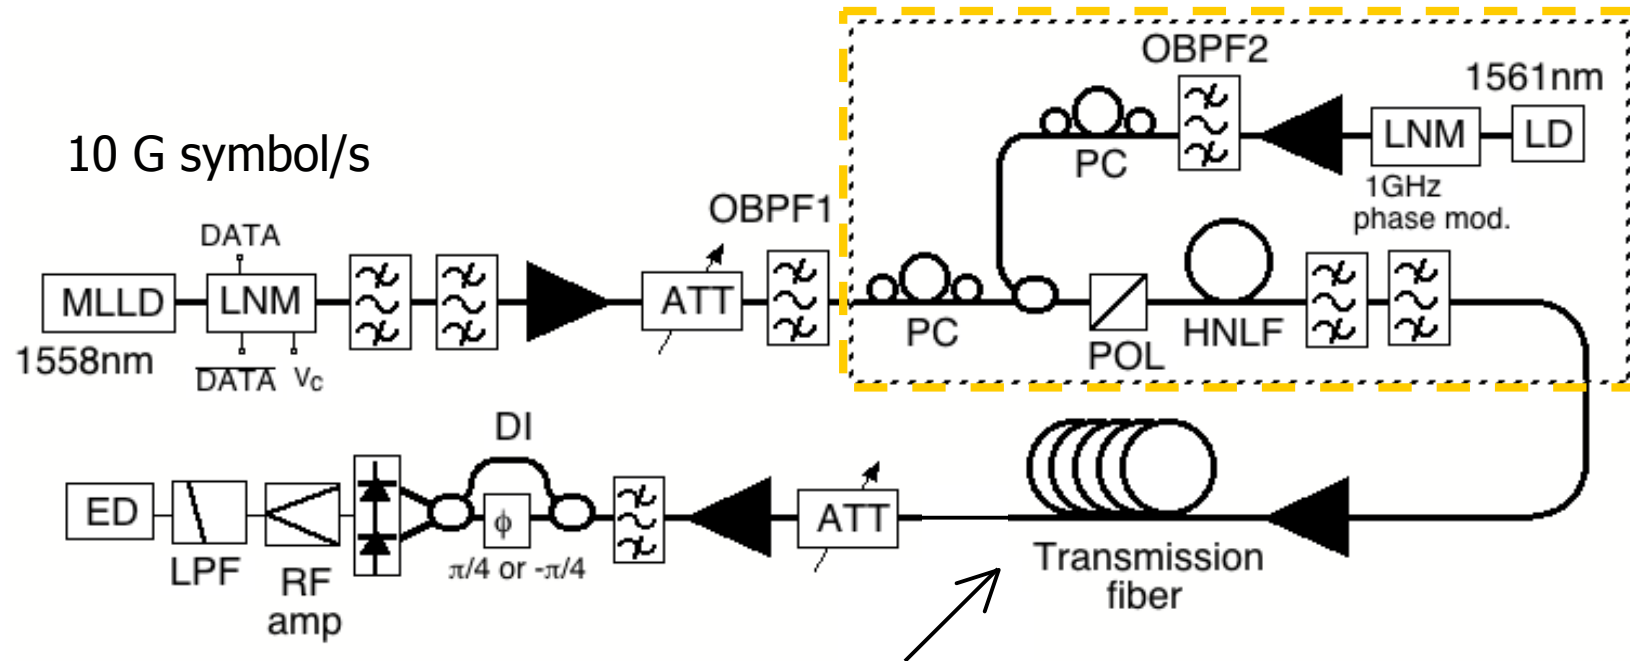 OBPF2
1561nm
LNM
LD
PC
1GHz
phase mod.
10 G symbol/s
OBPF1
DATA
MLLD
LNM
ATT
1558nm
DATA
Vc
PC
POL
HNLF
DI
ED
LPF
RF
amp
ϕ
π/4 or -π/4
ATT
Transmission
fiber